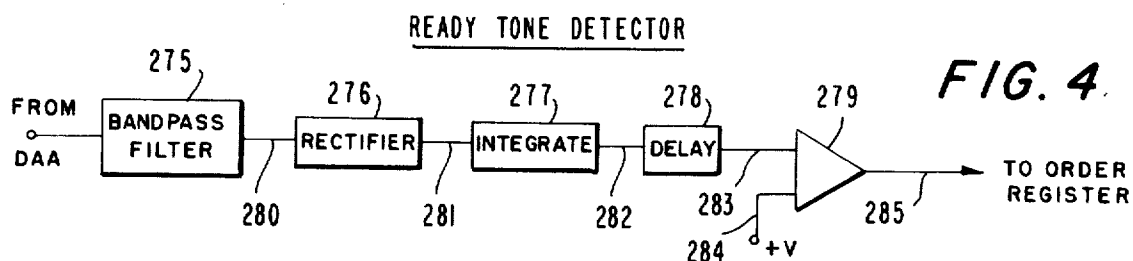 READY TONE DETECTOR
FIG. 4
275
276
277
278
279
FROM
DAA
BANDPASS
FILTER
RECTIFIER
INTEGRATE
DELAY
TO ORDER
REGISTER
280
281
282
283
284
+V
285